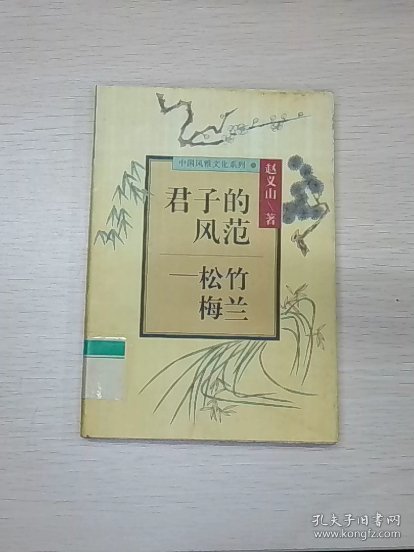 中国风雅文化系列
赵义山/著
君子的
风范
—松竹
梅兰
孔夫子旧书网
www.kongfz.com